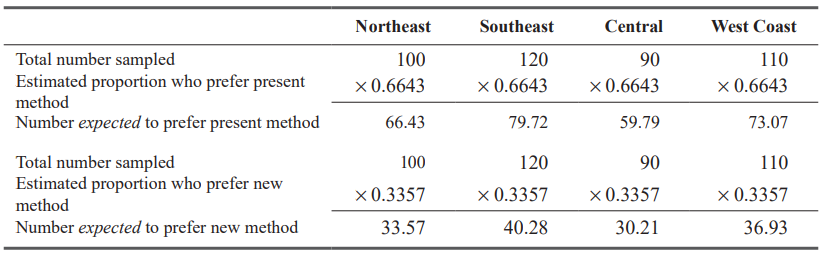 Northeast Southeast Central West Coast
Total number sampled 100 120 90 110
Estimated proportion who prefer present × 0.6643 × 0.6643 × 0.6643 × 0.6643
method
Number expected to prefer present method 66.43 79.72 59.79 73.07
Total number sampled 100 120 90 110
Estimated proportion who prefer new × 0.3357 × 0.3357 × 0.3357 × 0.3357
method
Number expected to prefer new method 33.57 40.28 30.21 36.93